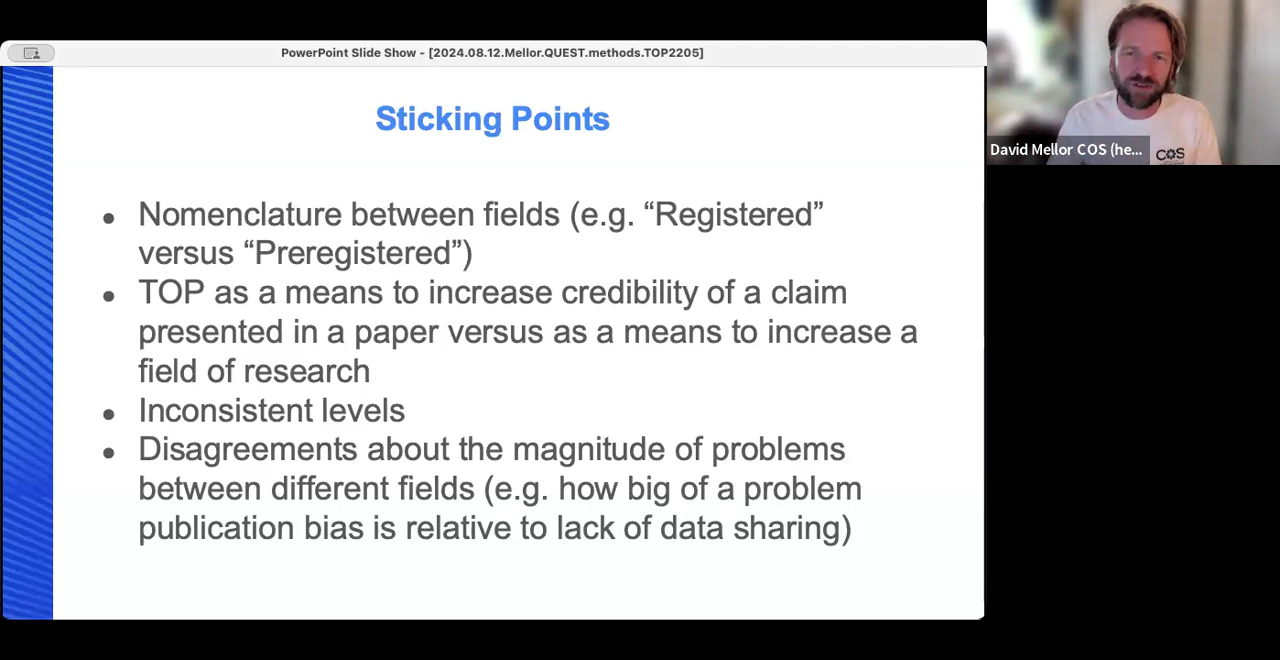 PowerPoint Slide Show - [2024.08.12.Mellor.QUEST.methods.TOP2205]
Sticking Points
● Nomenclature between fields (e.g. “Registered”
versus “Preregistered”)
● TOP as a means to increase credibility of a claim
presented in a paper versus as a means to increase a
field of research
● Inconsistent levels
● Disagreements about the magnitude of problems
between different fields (e.g. how big of a problem
publication bias is relative to lack of data sharing)
David Mellor COS (he...
COS